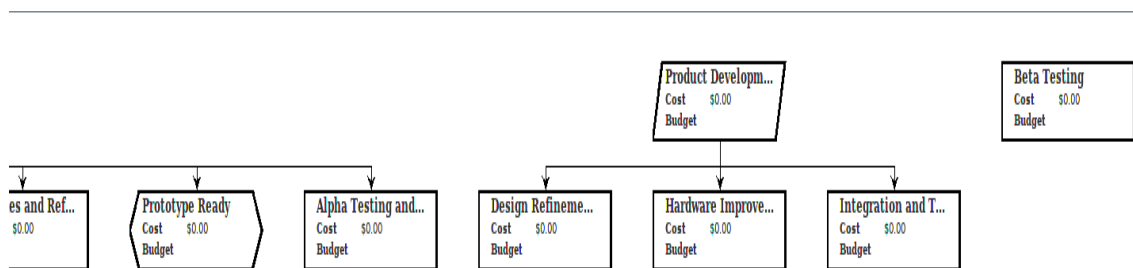 Product Developm...
Cost $0.00
Budget
Beta Testing
Cost $0.00
Budget
es and Ref...
$0.00
Prototype Ready
Cost $0.00
Budget
Alpha Testing and...
Cost $0.00
Budget
Design Refineme...
Cost $0.00
Budget
Hardware Improve...
Cost $0.00
Budget
Integration and T...
Cost $0.00
Budget